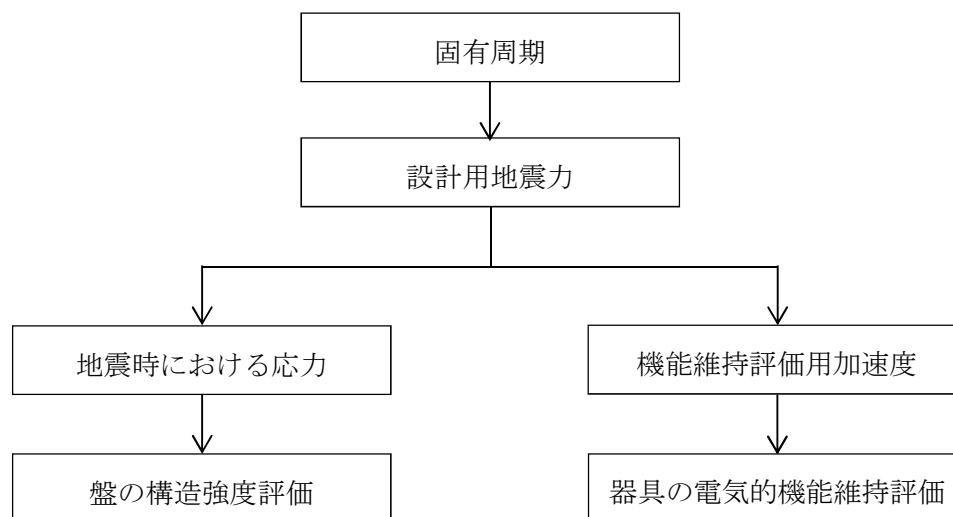 固有周期
設計用地震力
地震時における応力
機能維持評価用加速度
盤の構造強度評価
器具の電気的機能維持評価